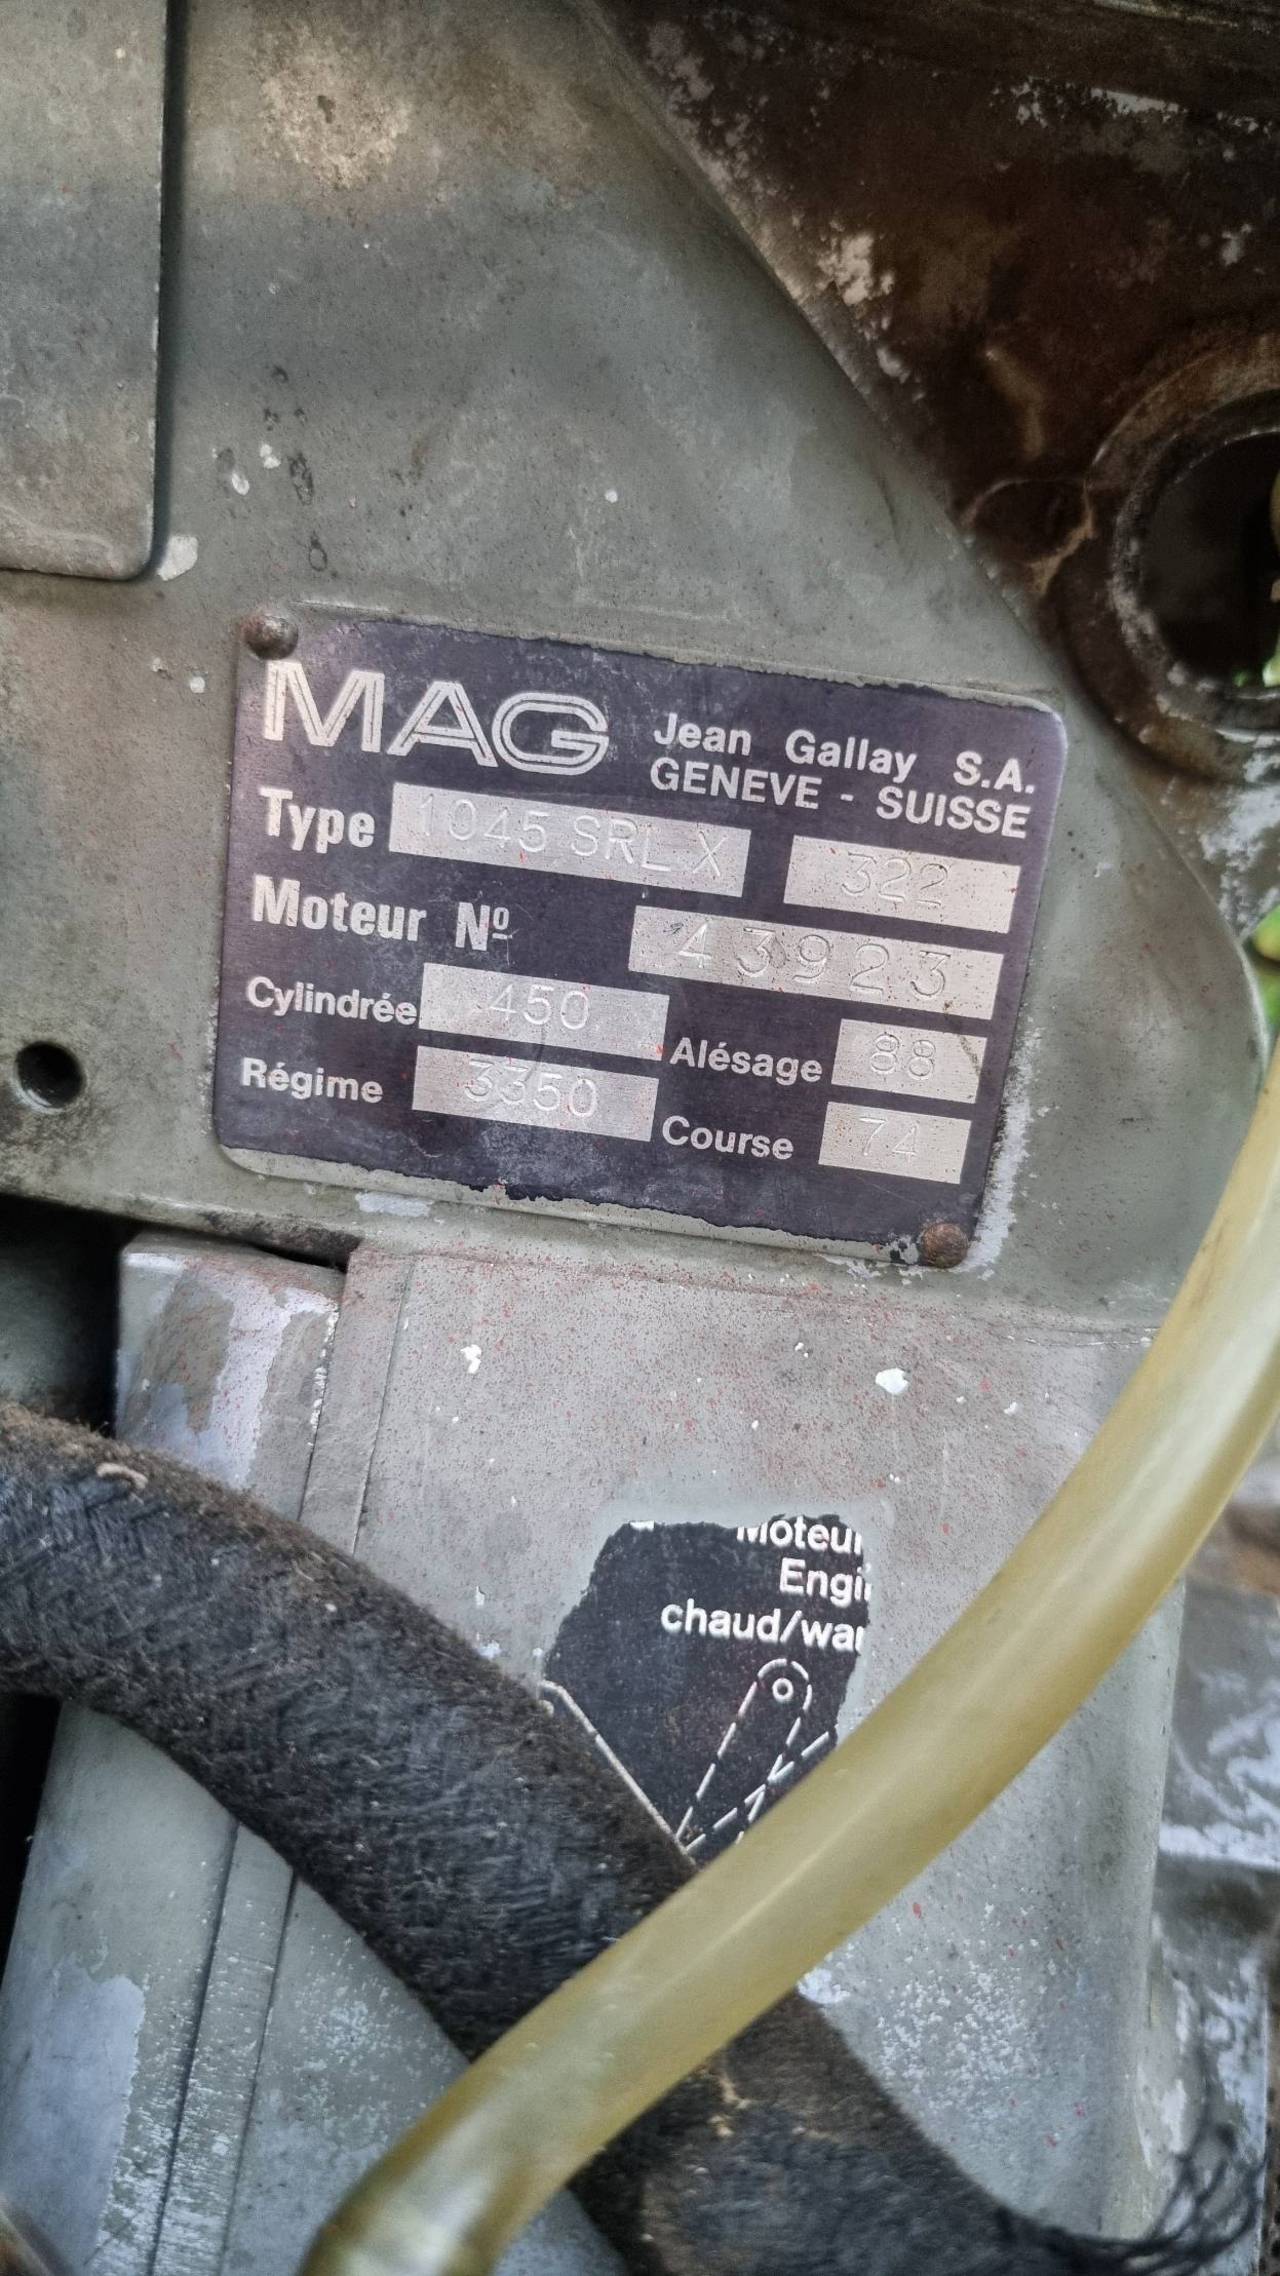 MAG Jean Gallay S.A.
GENEVE - SUISSE
Type 1045 SRL X 322
Moteur Nº 43923
Cylindrée 450 Alésage 88
Régime 3350 Course 74
Moteur
Engi
chaud/wa